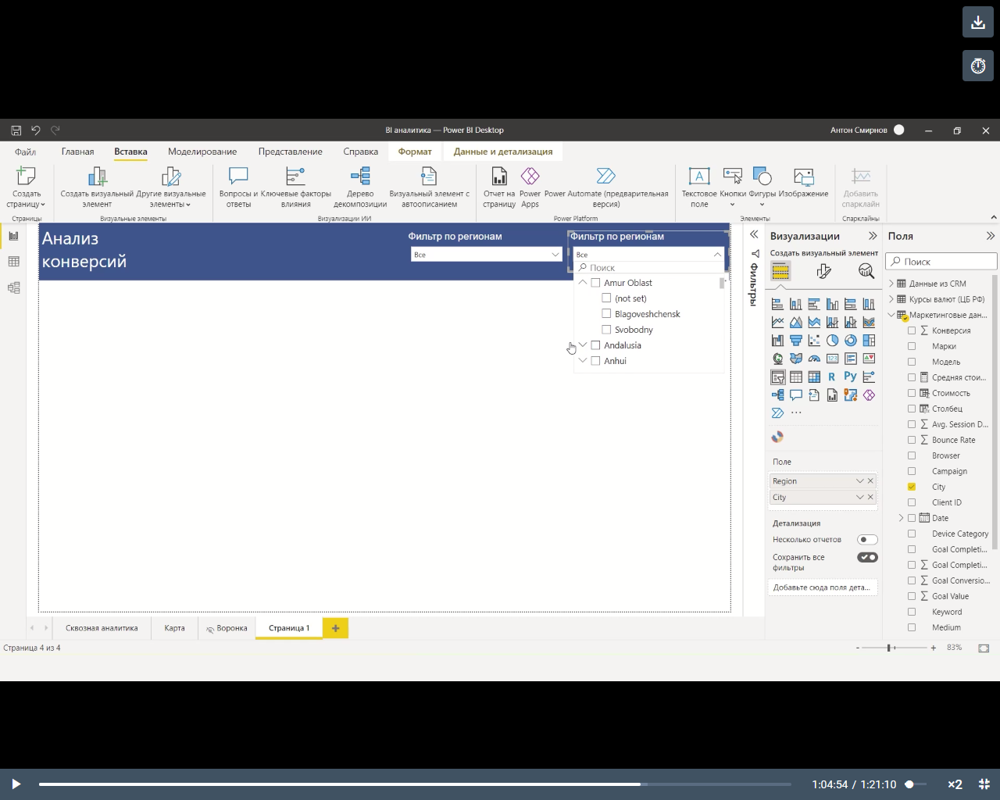 BI аналитика — Power BI Desktop
Антон Смирнов
Файл
Главная
Вставка
Моделирование
Представление
Справка
Формат
Данные и детализация
Создать страницу
Создать визуальный элемент
Другие визуальные элементы
Вопросы и ответы
Ключевые факторы влияния
Дерево декомпозиции
Визуальный элемент с автоописанием
Отчет на страницу
Power Apps
Power Automate (предварительная версия)
Текстовое поле
Кнопки
Фигуры
Изображение
Добавить спарклайн
Страницы
Визуальные элементы
Визуализации ИИ
Power Platform
Элементы
Спарклайны
Анализ
конверсий
Фильтр по регионам
Все
Фильтр по регионам
Все
Поиск
Amur Oblast
(not set)
Blagoveshchensk
Svobodny
Andalusia
Anhui
Фильтры
Визуализации
Создать визуальный элемент
R
Py
123
Поле
Region
City
Детализация
Несколько отчетов
Сохранить все
фильтры
Добавьте сюда поля дета...
Поля
Поиск
Данные из CRM
Курсы валют (ЦБ РФ)
Маркетинговые дан...
Конверсия
Марки
Модель
Средняя стои...
Стоимость
Столбец
Avg. Session D...
Bounce Rate
Browser
Campaign
City
Client ID
Date
Device Category
Goal Completi...
Goal Completi...
Goal Conversio...
Goal Value
Keyword
Medium
Сквозная аналитика
Карта
Воронка
Страница 1
Страница 4 из 4
- + 83%
1:04:54 / 1:21:10
×2